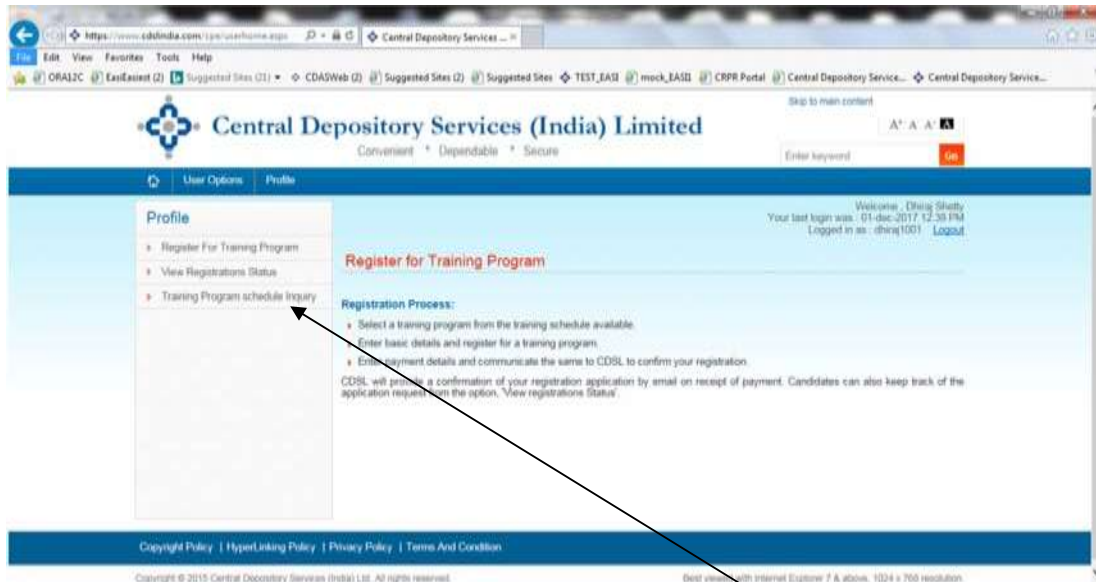 https://www.cdslindia.com/
Central Depository Services ...
File Edit View Favorites Tools Help
ORA12C EasiEasiest (2) Suggested Sites (21) CDASWeb (2) Suggested Sites (2) Suggested Sites TEST_EASI mock_EASII CRPR Portal Central Depository Service... Central Depository Service...
Skip to main content
Central Depository Services (India) Limited
A+ A A- A
Convenient * Dependable * Secure
Enter keyword Go
User Options Profile
Welcome , Dhiraj Shetty
Your last login was : 01-dec-2017 12:38 PM
Logged in as : dhiraj1001 Logout
Profile
Register For Training Program
View Registrations Status
Training Program schedule Inquiry
Register for Training Program
Registration Process:
Select a training program from the training schedule available.
Enter basic details and register for a training program.
Enter payment details and communicate the same to CDSL to confirm your registration.
CDSL will provide a confirmation of your registration application by email on receipt of payment. Candidates can also keep track of the
application request from the option, 'View registrations Status'.
Copyright Policy | HyperLinking Policy | Privacy Policy | Terms And Condition
Copyright © 2015 Central Depository Services (India) Ltd. All rights reserved.
Best viewed with Internet Explorer 7 & above, 1024 x 768 resolution.